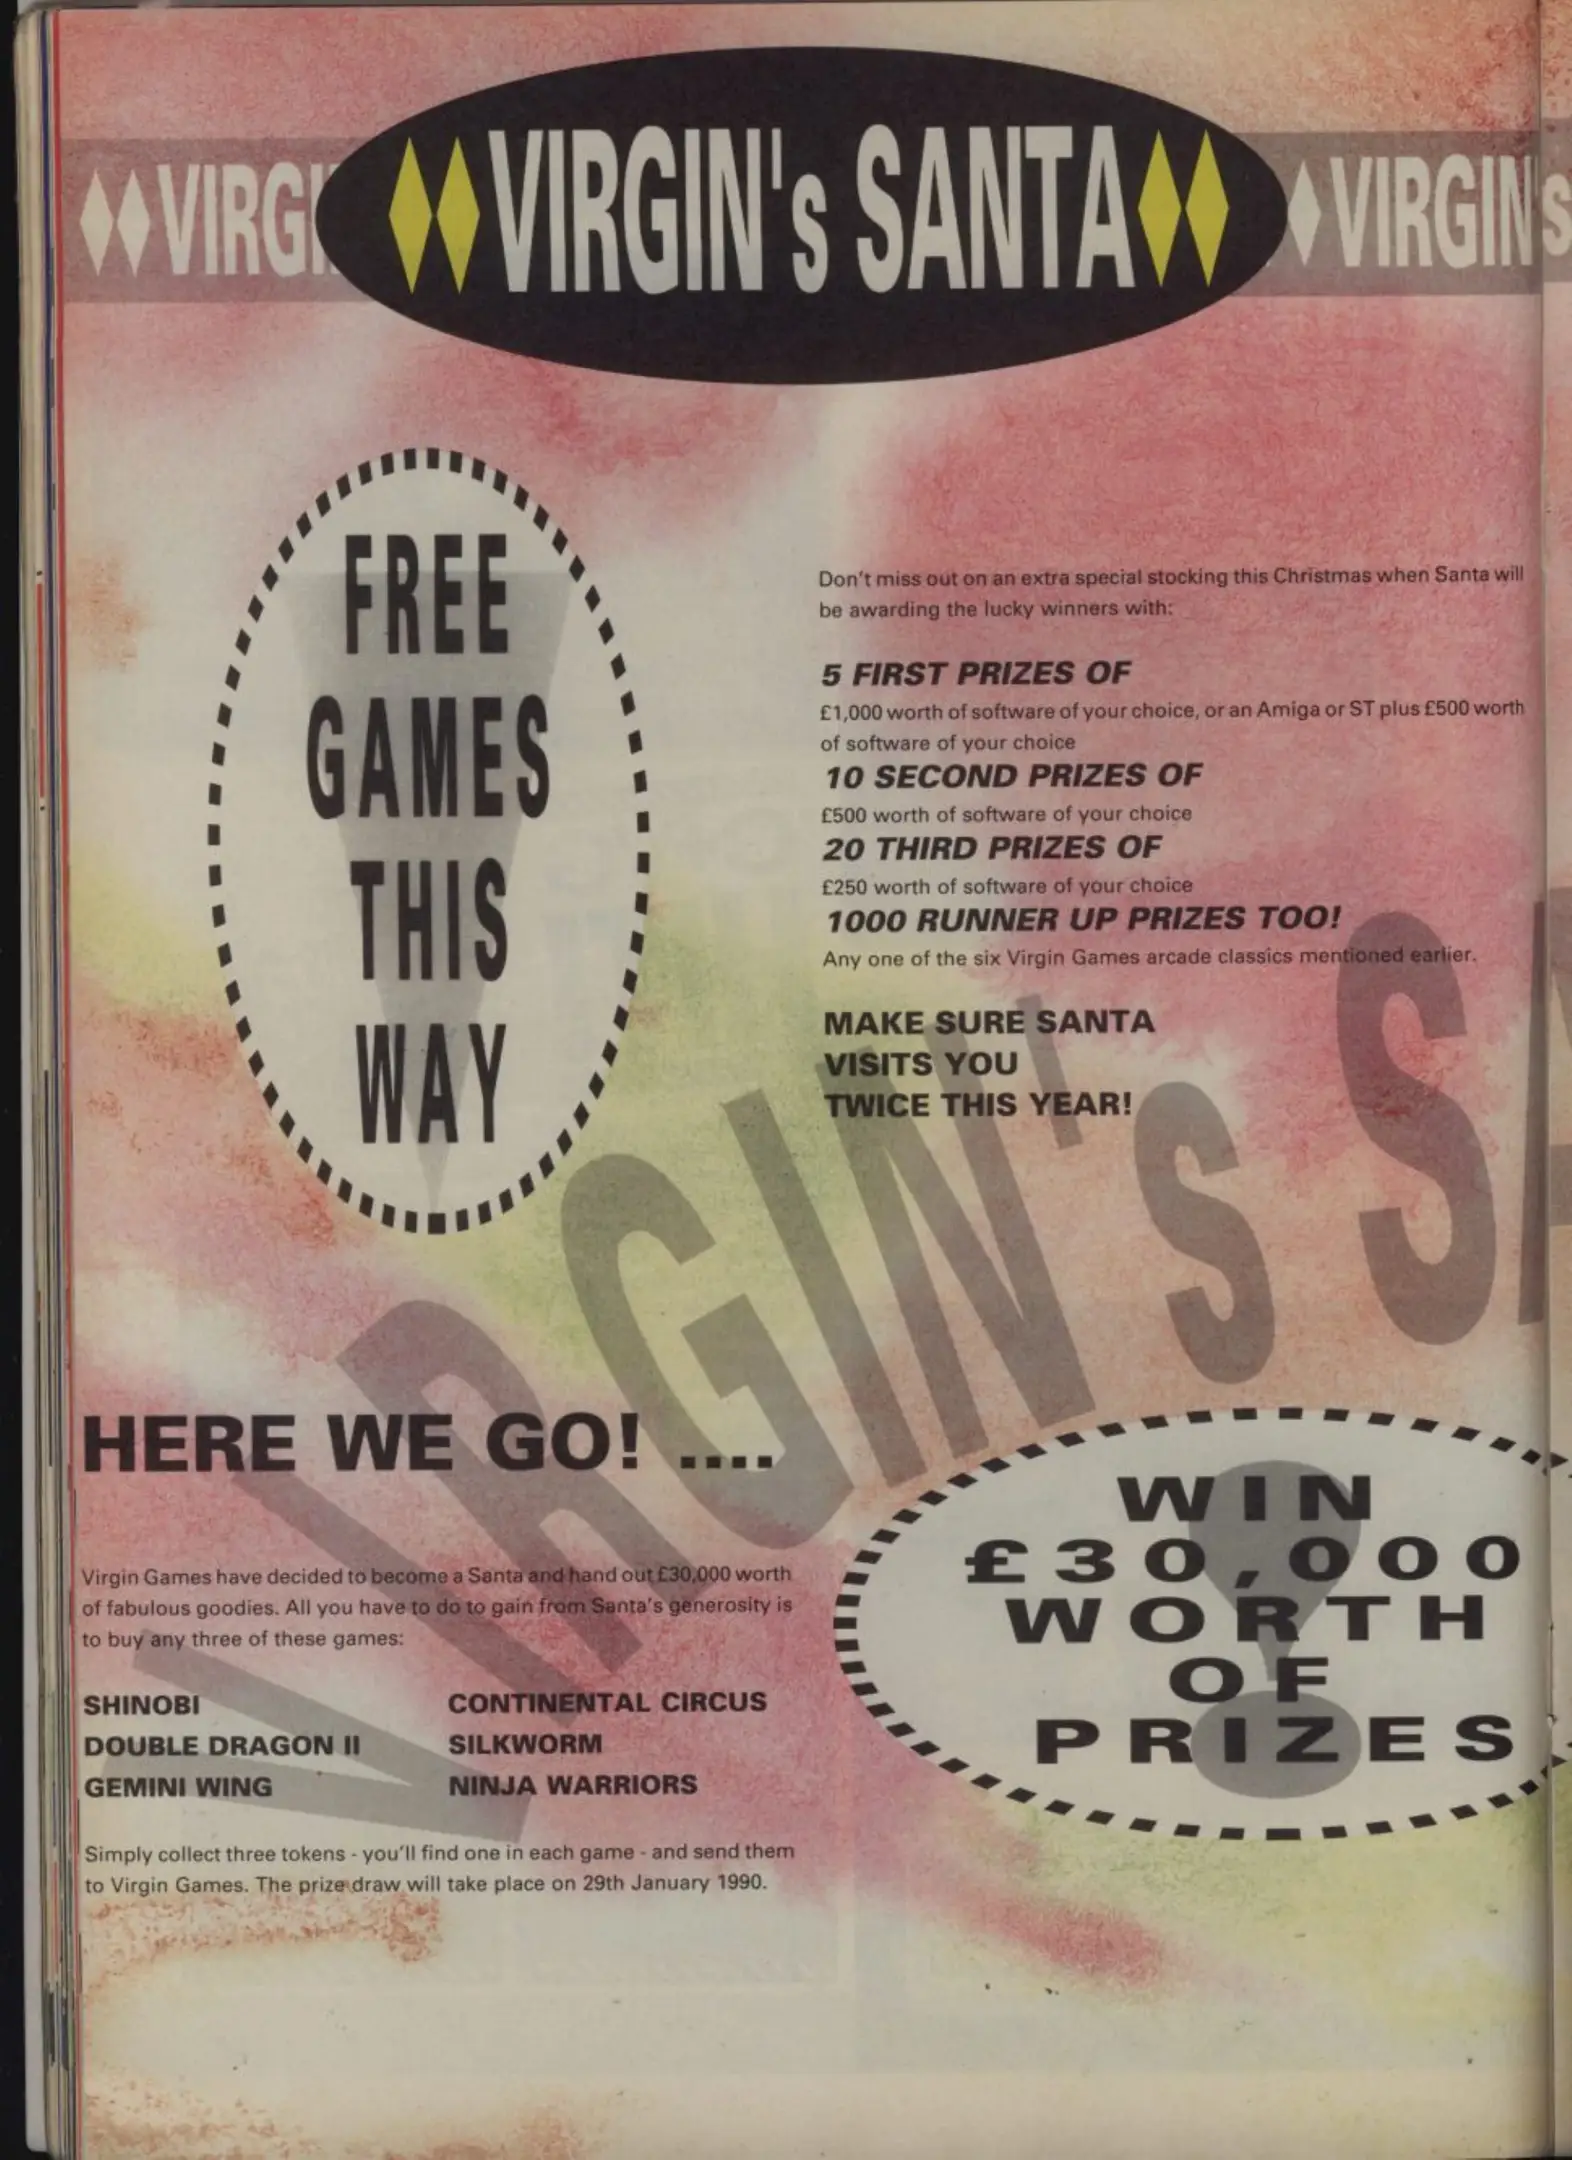 VIRGI
VIRGIN's SANTA
VIRGIN's
FREE
GAMES
THIS
WAY
Don't miss out on an extra special stocking this Christmas when Santa will
be awarding the lucky winners with:
5 FIRST PRIZES OF
£1,000 worth of software of your choice, or an Amiga or ST plus £500 worth
of software of your choice
10 SECOND PRIZES OF
£500 worth of software of your choice
20 THIRD PRIZES OF
£250 worth of software of your choice
1000 RUNNER UP PRIZES TOO!
Any one of the six Virgin Games arcade classics mentioned earlier.
MAKE SURE SANTA
VISITS YOU
TWICE THIS YEAR!
VIRGIN's SA
HERE WE GO! ....
Virgin Games have decided to become a Santa and hand out £30,000 worth
of fabulous goodies. All you have to do to gain from Santa's generosity is
to buy any three of these games:
SHINOBI
DOUBLE DRAGON II
GEMINI WING
CONTINENTAL CIRCUS
SILKWORM
NINJA WARRIORS
Simply collect three tokens - you'll find one in each game - and send them
to Virgin Games. The prize draw will take place on 29th January 1990.
WIN
£30,000
WORTH
OF
PRIZES